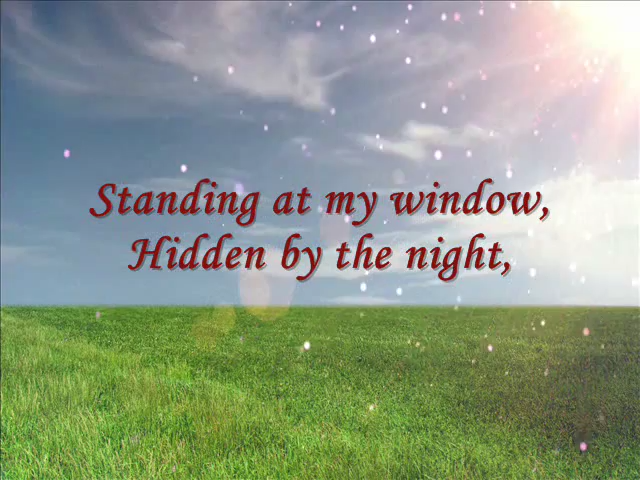 Standing at my window,
Hidden by the night,